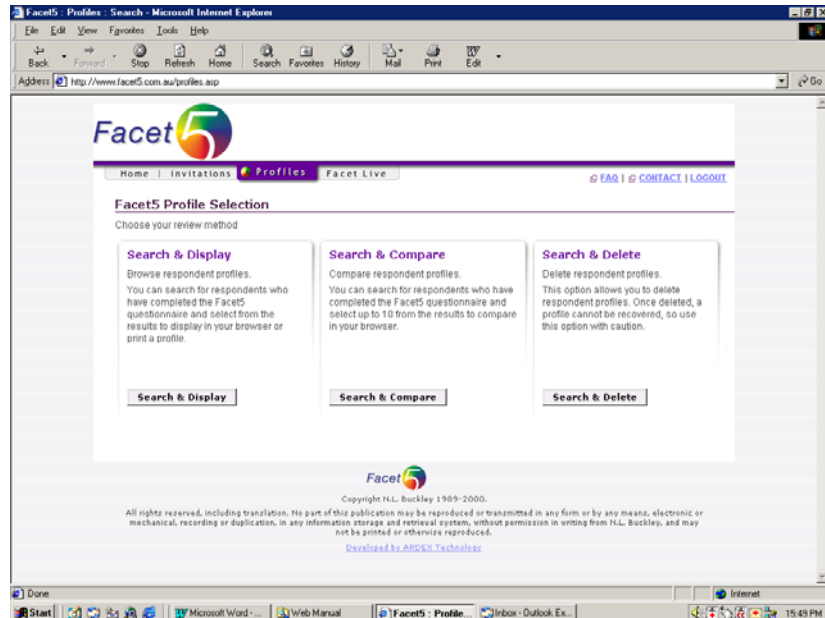 Facet5 : Profiles : Search - Microsoft Internet Explorer
File Edit View Favorites Tools Help
Back Forward Stop Refresh Home Search Favorites History Mail Print Edit
Address http://www.facet5.com.au/profiles.asp Go
Facet5
Home | Invitations Profiles Facet Live
FAQ | CONTACT | LOGOUT
Facet5 Profile Selection
Choose your review method
Search & Display
Browse respondent profiles.
You can search for respondents who
have completed the Facet5
questionnaire and select from the
results to display in your browser or
print a profile.
Search & Display
Search & Compare
Compare respondent profiles.
You can search for respondents who have
completed the Facet5 questionnaire and
select up to 10 from the results to compare
in your browser.
Search & Compare
Search & Delete
Delete respondent profiles.
This option allows you to delete
respondent profiles. Once deleted, a
profile cannot be recovered, so use
this option with caution.
Search & Delete
Facet5
Copyright N.L. Buckley 1989-2000.
All rights reserved, including translation. No part of this publication may be reproduced or transmitted in any form or by any means, electronic or
mechanical, recording or duplication, in any information storage and retrieval system, without permission in writing from N.L. Buckley, and may
not be printed or otherwise reproduced.
Developed by ARDEX Technology
Done Internet
Start Microsoft Word - ... Web Manual Facet5 : Profile... Inbox - Outlook Ex... 15:49 PM